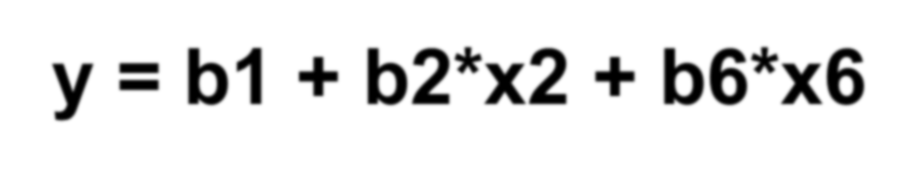 y = b1 + b2*x2 + b6*x6